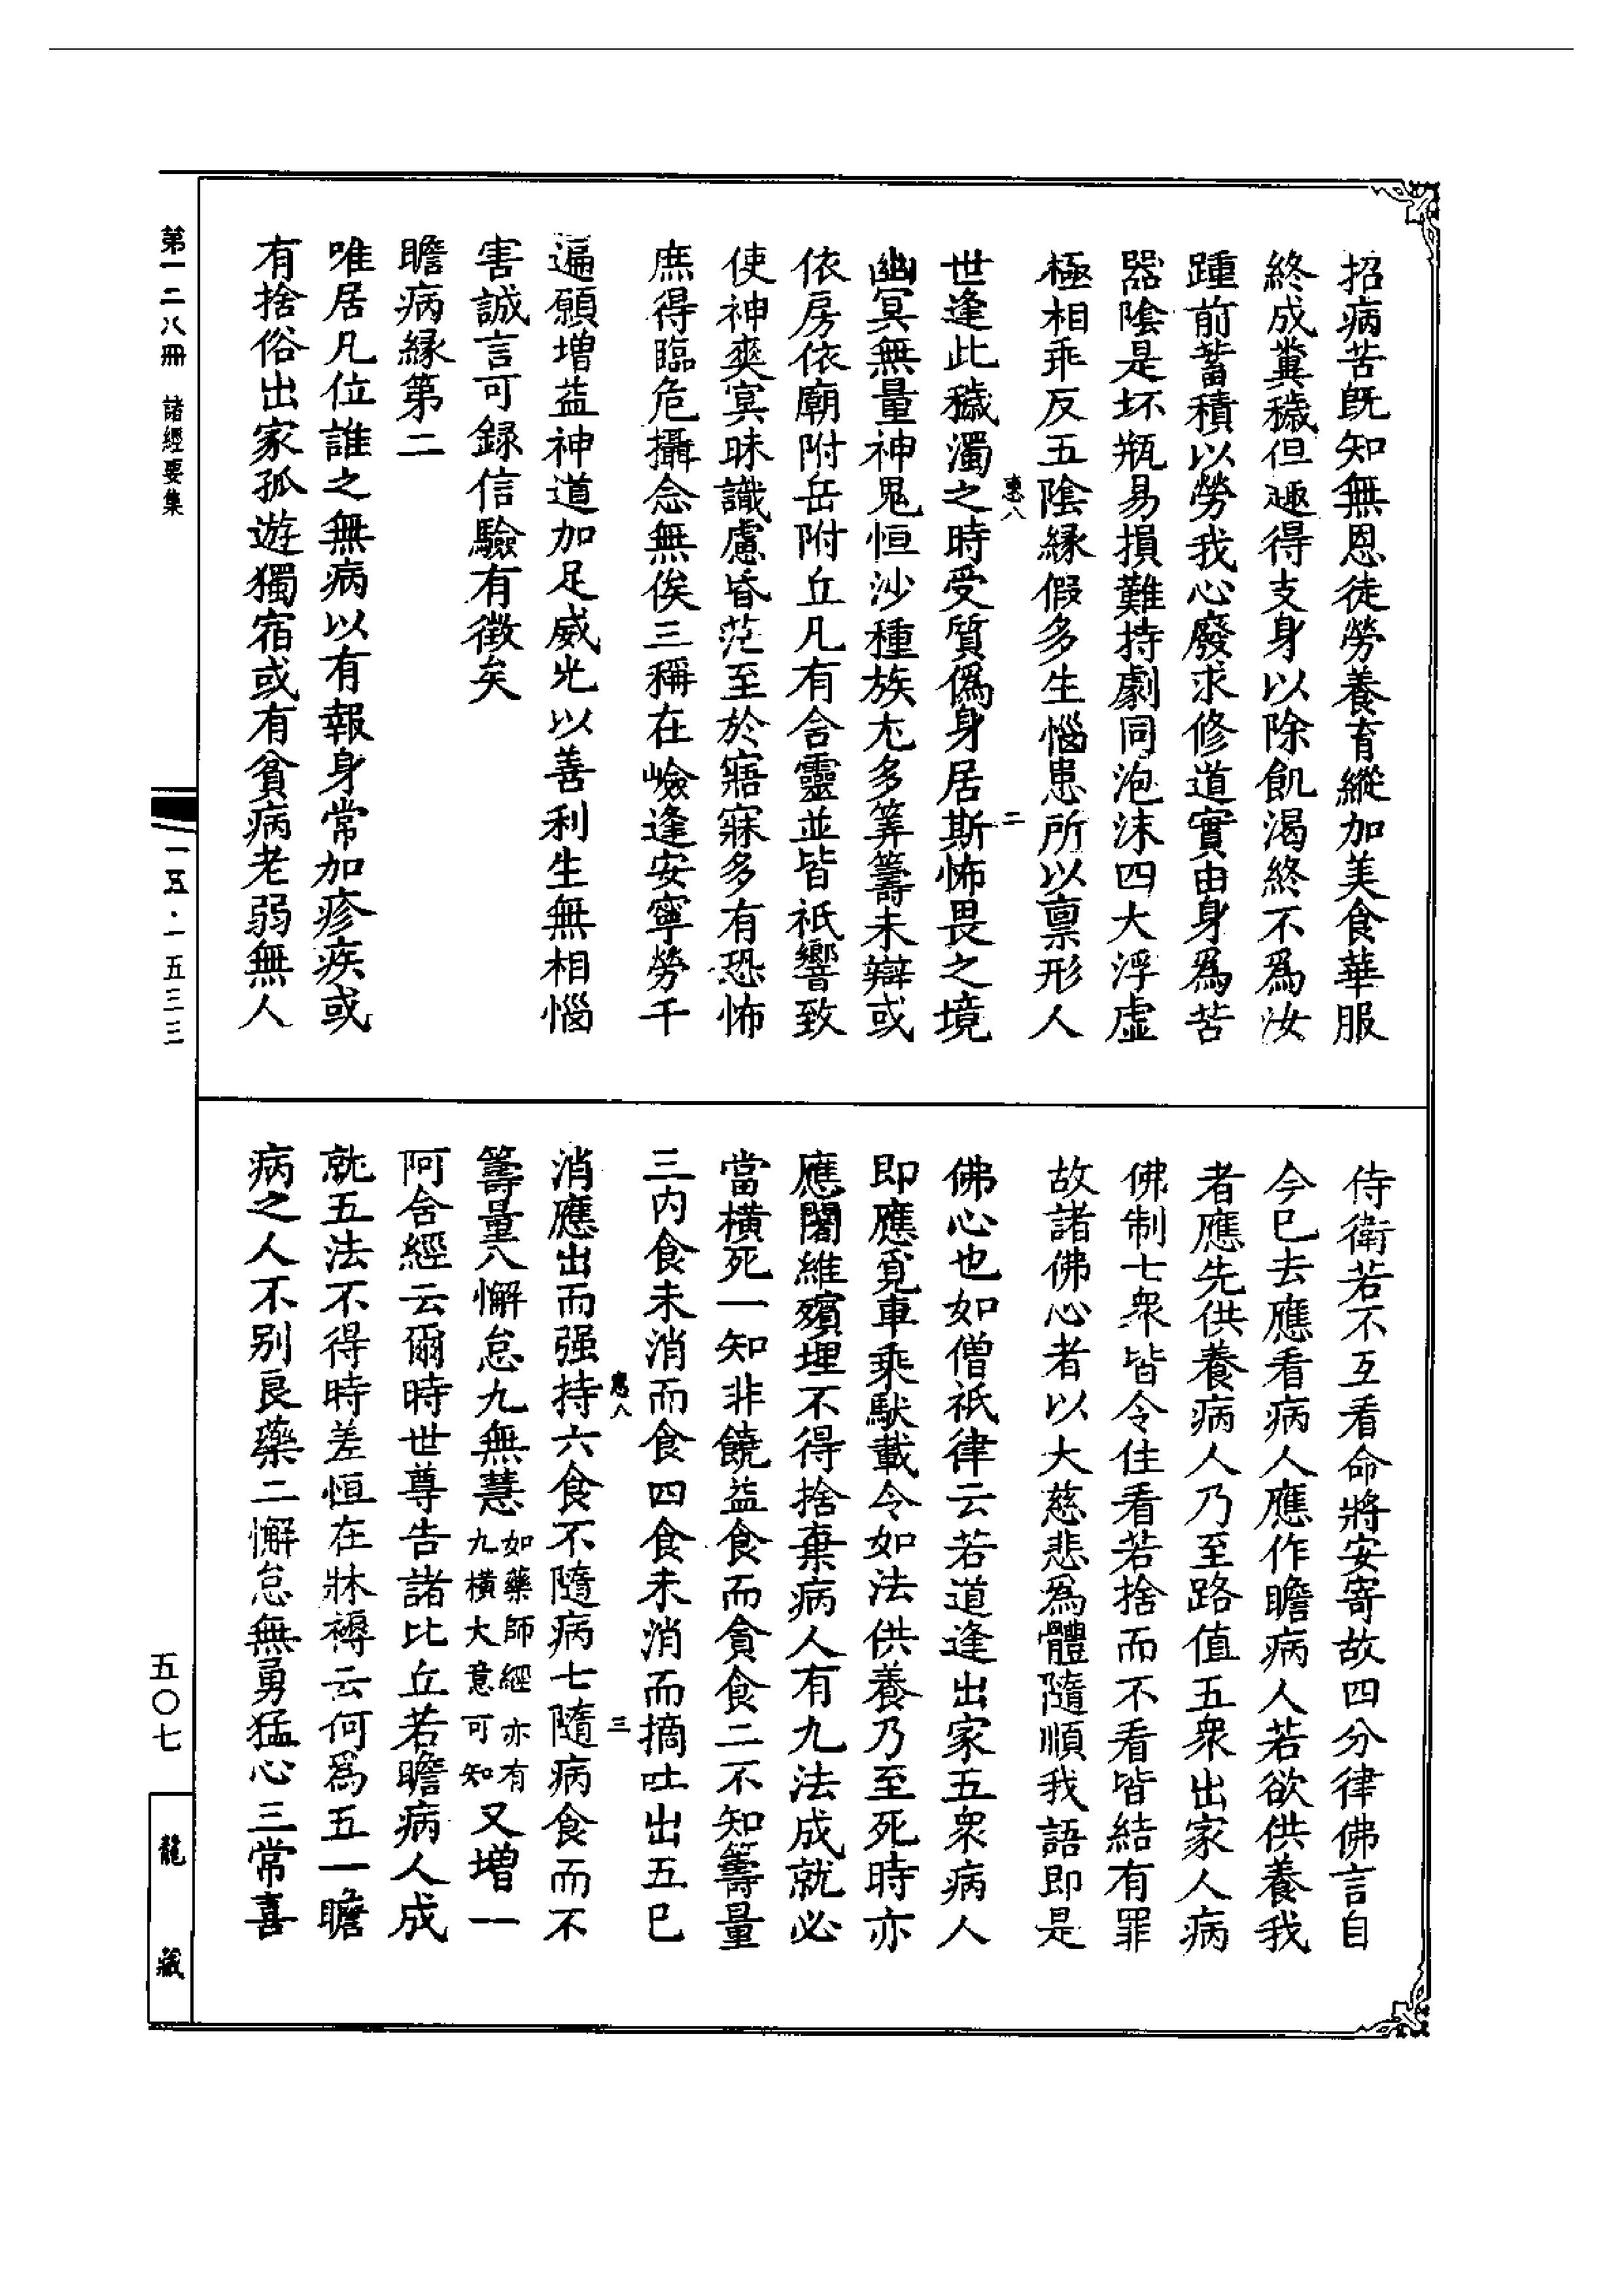 招病苦既知無恩徒勞養育縱加美食華服
終成糞穢但趣得支身以除飢渴終不為汝
踵前蓄積以勞我心廢求修道實由身為苦
器陰是坏瓶易損難持劇同泡沫四大浮虛
極相乖反五陰緣假多生惱患所以稟形人
惠八
二
世逢此穢濁之時受質偽身居斯怖畏之境
幽冥無量神鬼恒沙種族尤多筭籌未辯或
依房依廟附岳附丘凡有含靈並皆祇響致
使神爽冥昧識慮昏茫至於寤寐多有恐怖
庶得臨危攝念無俟三稱在嶮逢安寧勞千
遍願增益神道加足威光以善利生無相惱
害誠言可録信驗有徵矣
瞻病緣第二
唯居凡位誰之無病以有報身常加疹疾或
有捨俗出家孤遊獨宿或有貧病老弱無人
侍衛若不互看命將安寄故四分律佛言自
今已去應看病人應作瞻病人若欲供養我
者應先供養病人乃至路值五衆出家人病
佛制七衆皆令住看若捨而不看皆結有罪
故諸佛心者以大慈悲為體隨順我語即是
佛心也如僧祇律云若道逢出家五衆病人
即應覓車乘馱載令如法供養乃至死時亦
應闍維殯埋不得捨棄病人有九法成就必
當橫死一知非饒益食而貪食二不知籌量
三內食未消而食四食未消而摘吐出五已
惠八
三
消應出而强持六食不隨病七隨病食而不
籌量八懈怠九無慧如藥師經亦有九橫大意可知又增一
阿含經云爾時世尊告諸比丘若瞻病人成
就五法不得時差恒在牀褥云何為五一瞻
病之人不別良藥二懈怠無勇猛心三常喜
第一二八冊　諸經要集
一五·一五三三
五〇七
龍藏